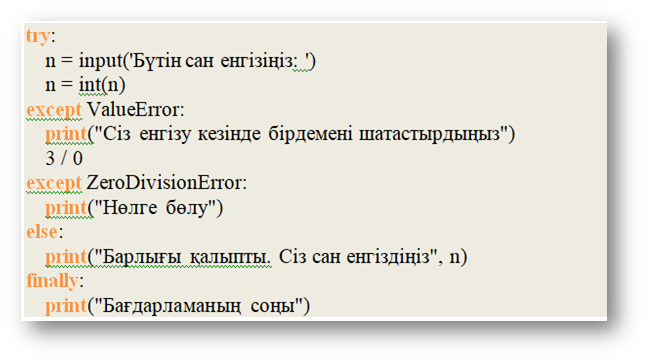 try:
n = input('Бүтін сан енгізіңіз: ')
n = int(n)
except ValueError:
print("Сіз енгізу кезінде бірдемені шатастырдыңыз")
3 / 0
except ZeroDivisionError:
print("Нөлге бөлу")
else:
print("Барлығы қалыпты. Сіз сан енгіздіңіз", n)
finally:
print("Бағдарламаның соңы")